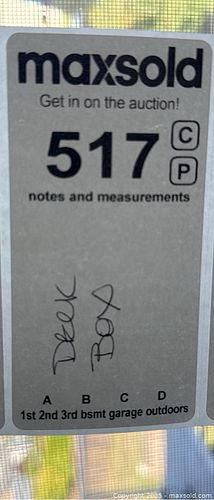 maxsold
Get in on the auction!
517
C
P
notes and measurements
Deck
Box
A B C D
1st 2nd 3rd bsmt garage outdoors
Copyright 2025 - maxsold.com